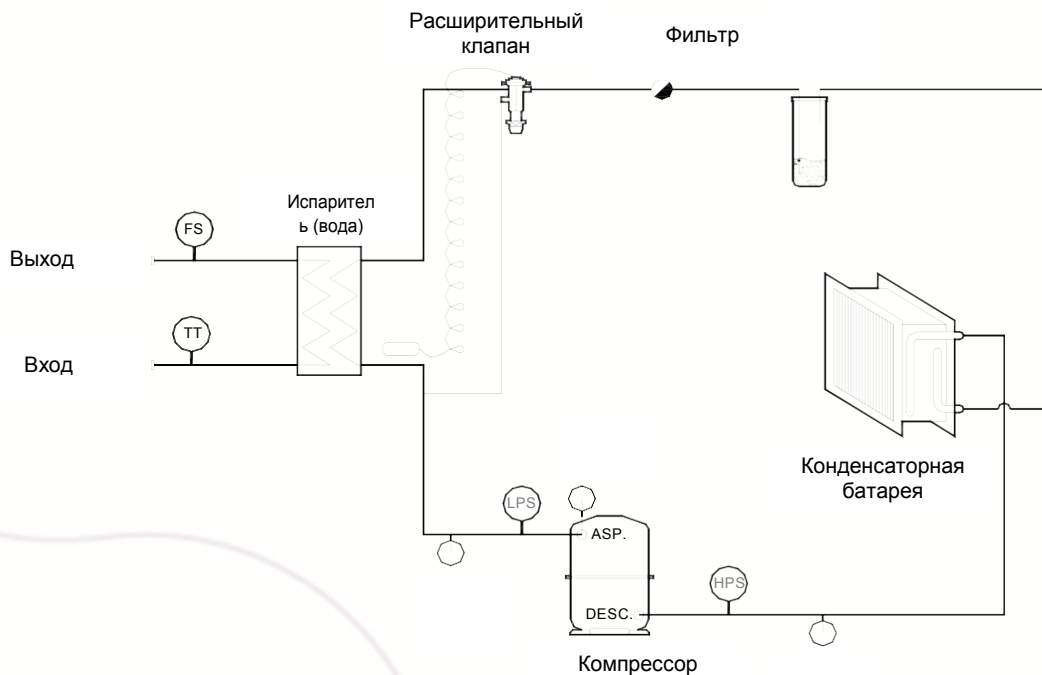 Расширительный
клапан
Фильтр
Испарител
ь (вода)
FS
Выход
TT
Вход
Конденсаторная
батарея
LPS
ASP.
HPS
DESC.
Компрессор